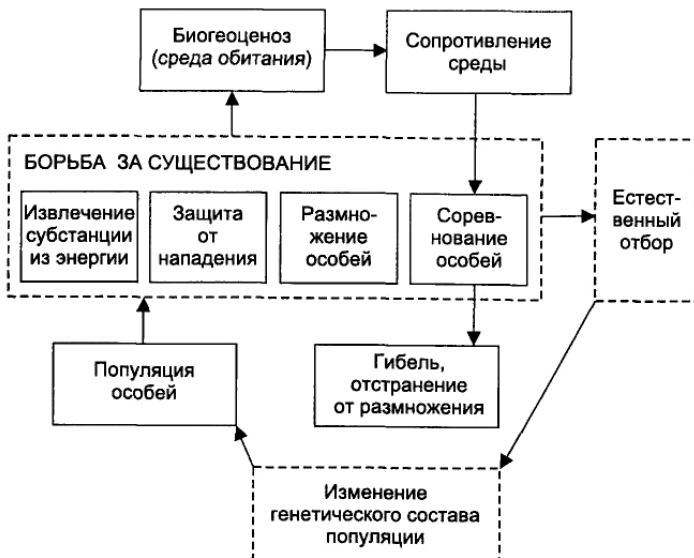 Биогеоценоз
(среда обитания)
Сопротивление
среды
БОРЬБА ЗА СУЩЕСТВОВАНИЕ
Извлечение
субстанции
из энергии
Защита
от
нападения
Размно-
жение
особей
Сорев-
нование
особей
Естест-
венный
отбор
Популяция
особей
Гибель,
отстранение
от размножения
Изменение
генетического состава
популяции